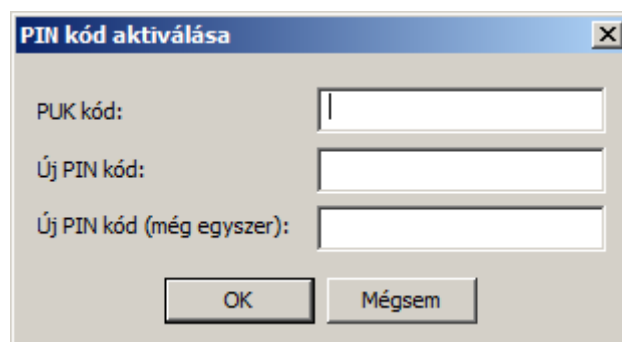 PIN kód aktiválása
PUK kód:
Új PIN kód:
Új PIN kód (még egyszer):
OK Mégsem